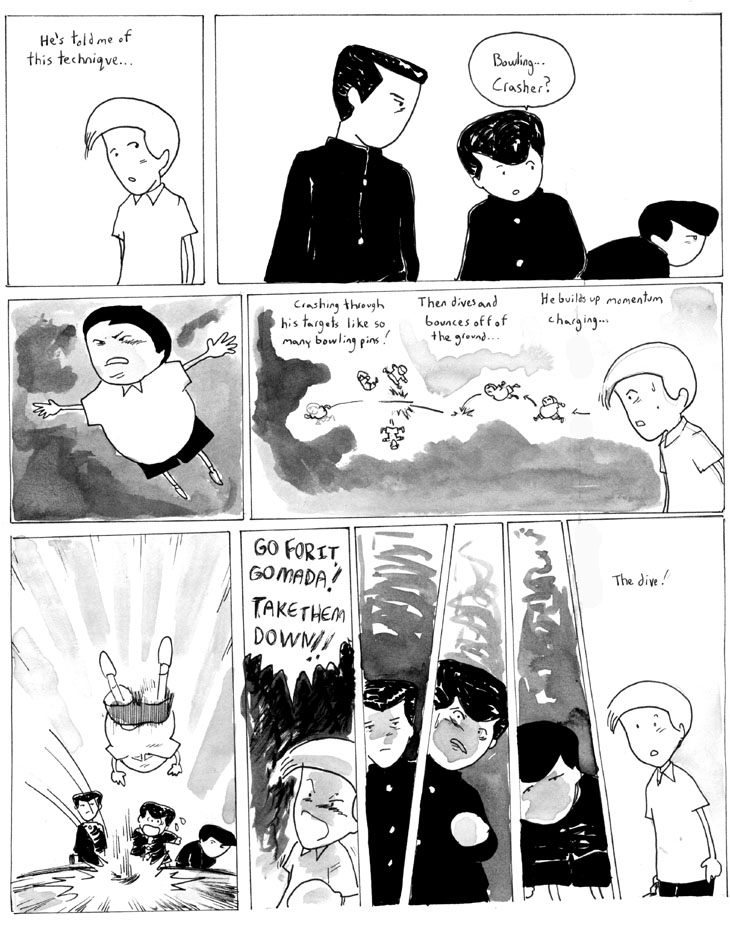 Bowling...
Crasher?
He's told me of
this technique...
He builds up momentum
charging...
Then dives and
bounces off of
the ground...
Crashing through
his targets like so
many bowling pins!
The dive!
GO FOR IT
GOMADA!
TAKE THEM
DOWN!!!